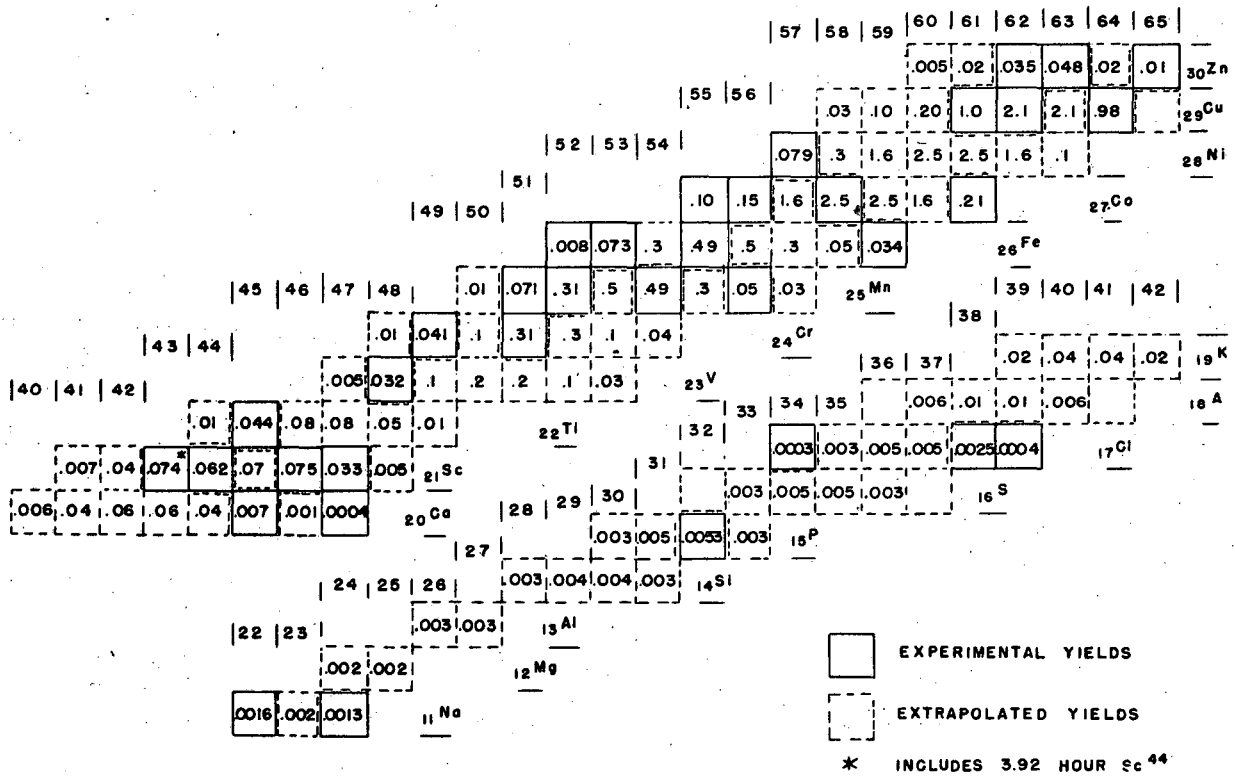 60 61 62 63 64 65
57 58 59
.005 .02 .035 .048 .02 .01 30Zn
55 56
.03 .10 .20 1.0 2.1 2.1 .98 29Cu
52 53 54
.079 .3 1.6 2.5 2.5 1.6 .1 28Ni
51
.10 .15 1.6 2.5 2.5 1.6 .21 27Co
49 50
.008 .073 .3 .49 .5 .3 .05 .034 26Fe
45 46 47 48
.01 .071 .31 .5 .49 .3 .05 .03 25Mn
39 40 41 42
38
43 44
.01 .041 .1 .31 .3 .1 .04 24Cr
.02 .04 .04 .02 19K
36 37
40 41 42
.005 .032 .1 .2 .2 .1 .03 23V
.006 .01 .01 .006 18A
33 34 35
32
.01 .044 .08 .08 .05 .01 22Ti
.0003 .003 .005 .005 .0025 .0004 17Cl
31
.007 .04 .074* .062 .07 .075 .033 .005 21Sc
.003 .005 .005 .003 16S
28 29 30
.006 .04 .06 .06 .04 .007 .001 .0004 20Ca
.003 .005 .0053 .003 15P
27
24 25 26
.003 .004 .004 .003 14Si
22 23
.003 .003 13Al
.002 .002 12Mg
.0016 .002 .0013 11Na
EXPERIMENTAL YIELDS
EXTRAPOLATED YIELDS
* INCLUDES 3.92 HOUR Sc44